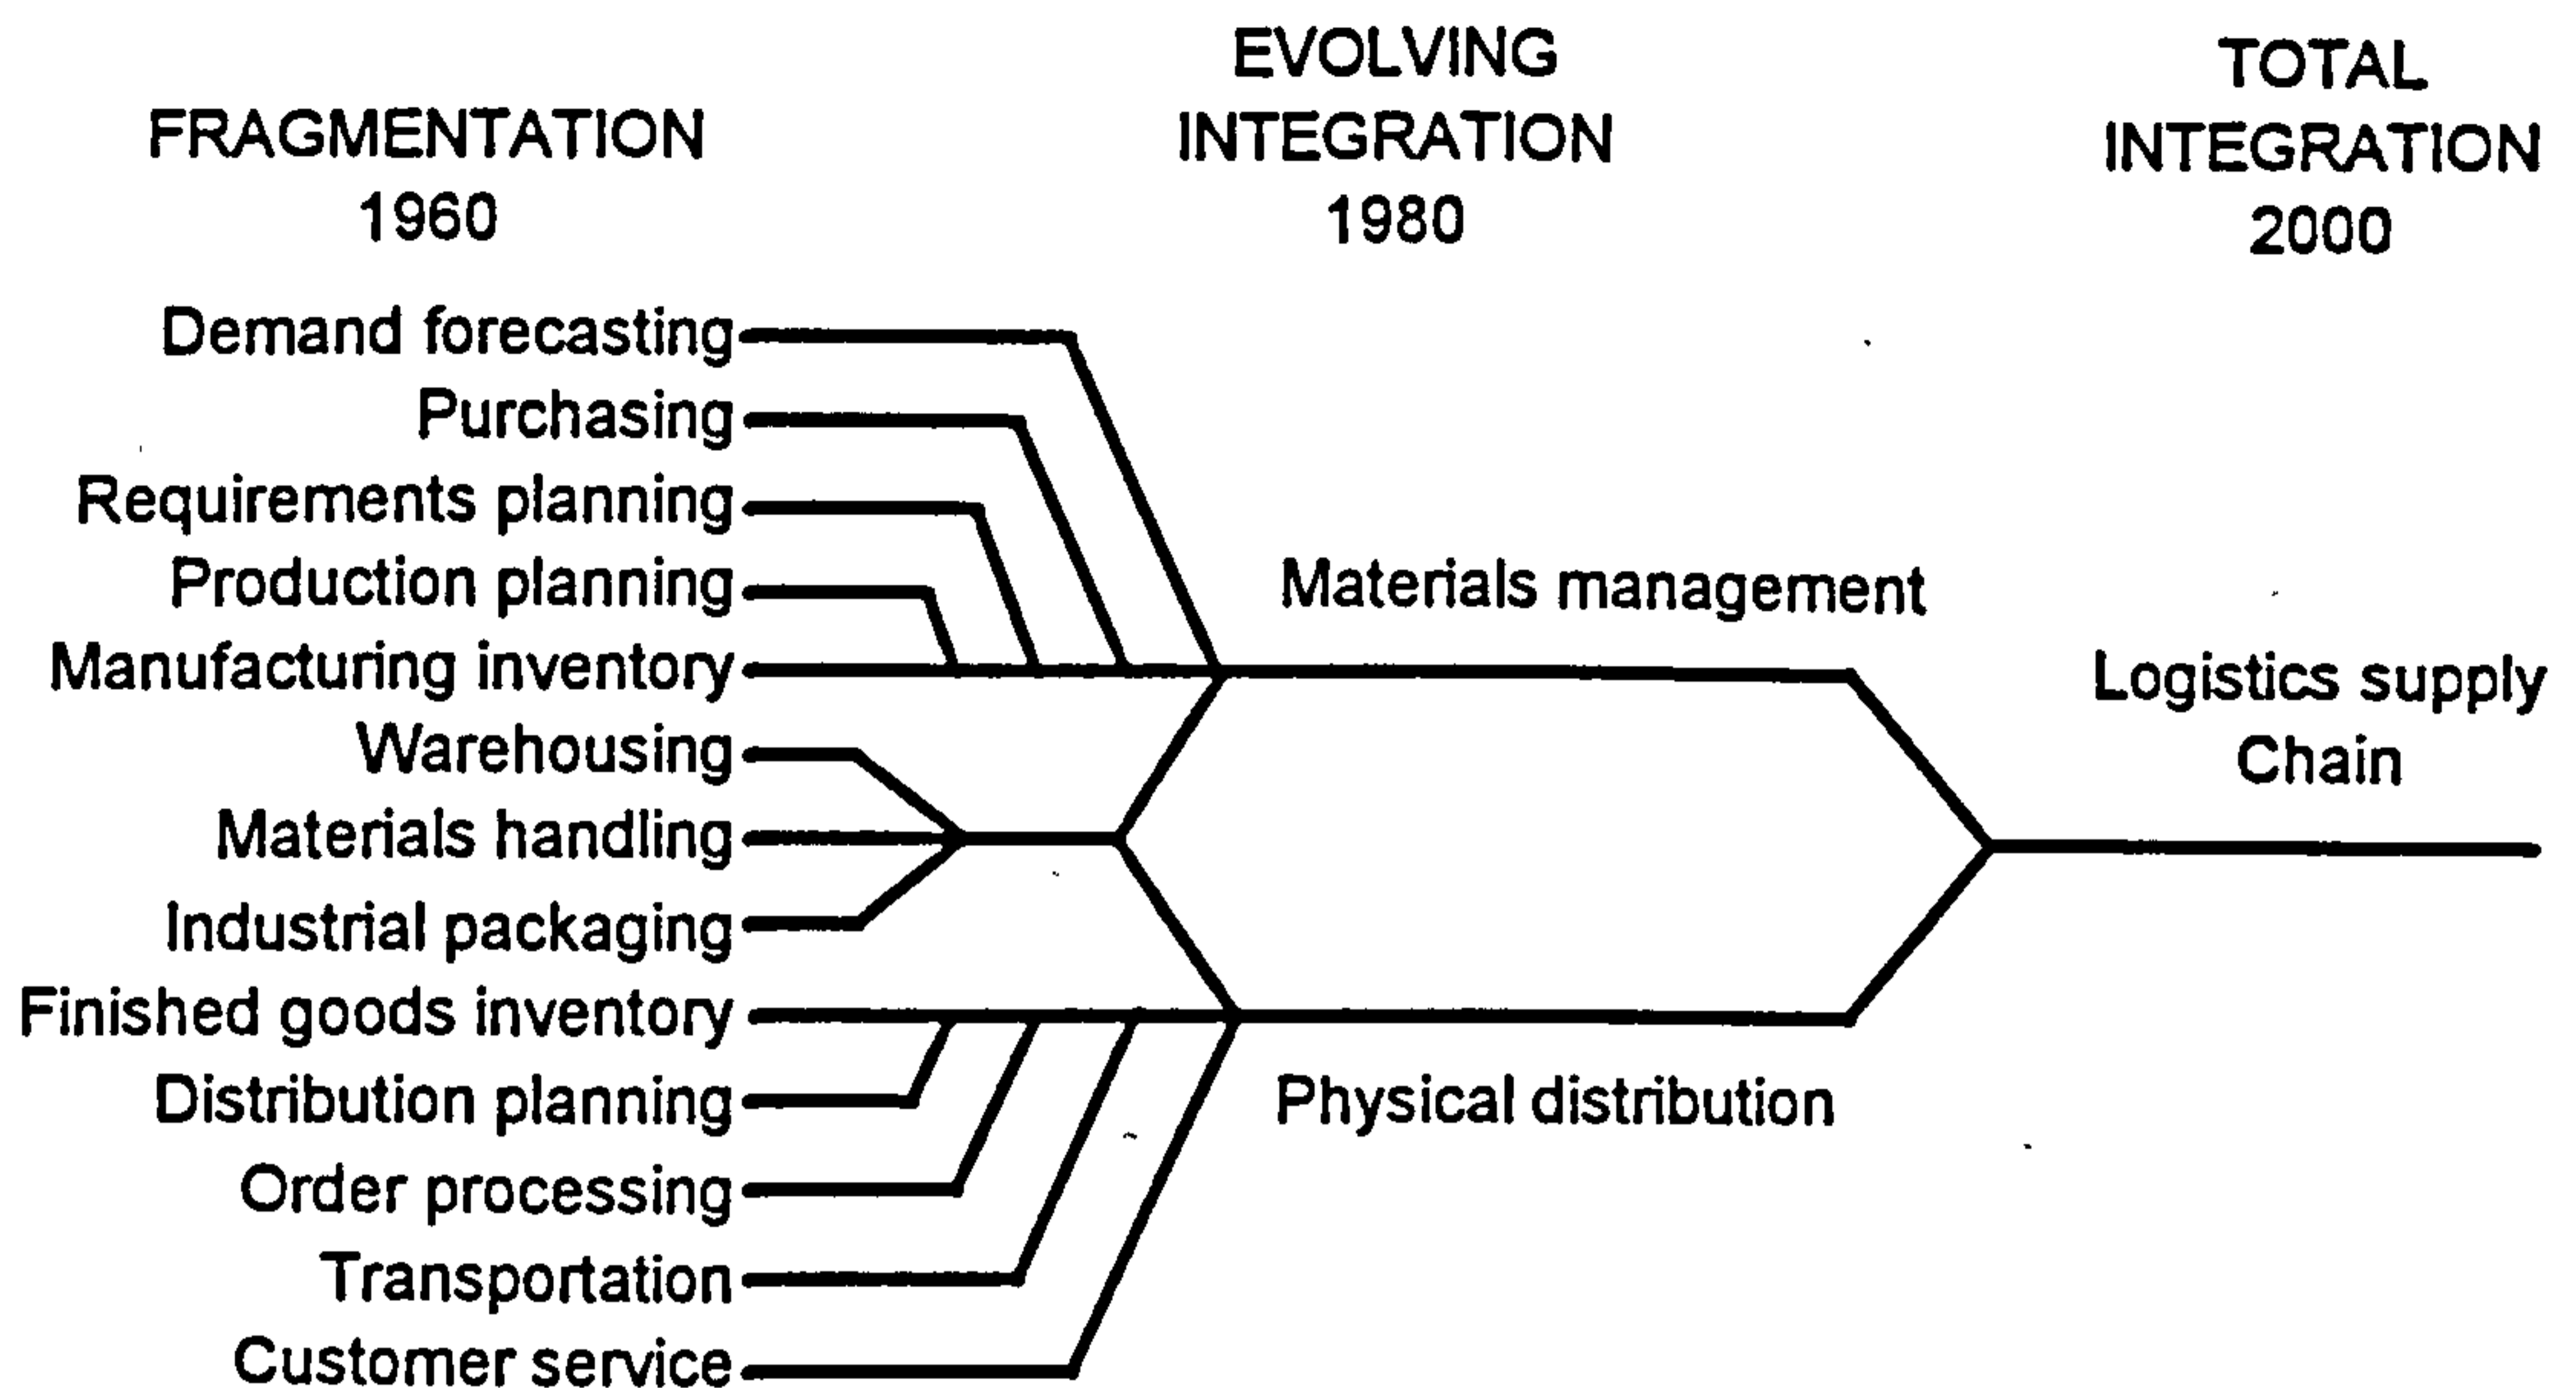 FRAGMENTATION
1960
EVOLVING
INTEGRATION
1980
TOTAL
INTEGRATION
2000
Demand forecasting
Purchasing
Requirements planning
Production planning
Manufacturing inventory
Warehousing
Materials handling
Industrial packaging
Finished goods inventory
Distribution planning
Order processing
Transportation
Customer service
Materials management
Physical distribution
Logistics supply
Chain